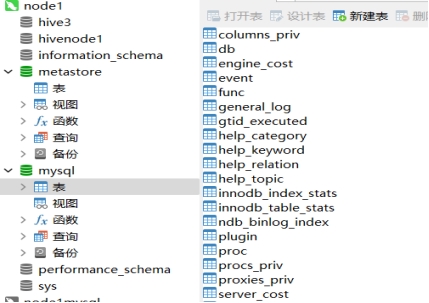 node1
hive3
hivenode1
information_schema
metastore
表
视图
函数
查询
备份
mysql
表
视图
函数
查询
备份
performance_schema
sys
node1mysql
打开表 设计表 新建表
columns_priv
db
engine_cost
event
func
general_log
gtid_executed
help_category
help_keyword
help_relation
help_topic
innodb_index_stats
innodb_table_stats
ndb_binlog_index
plugin
proc
procs_priv
proxies_priv
server_cost